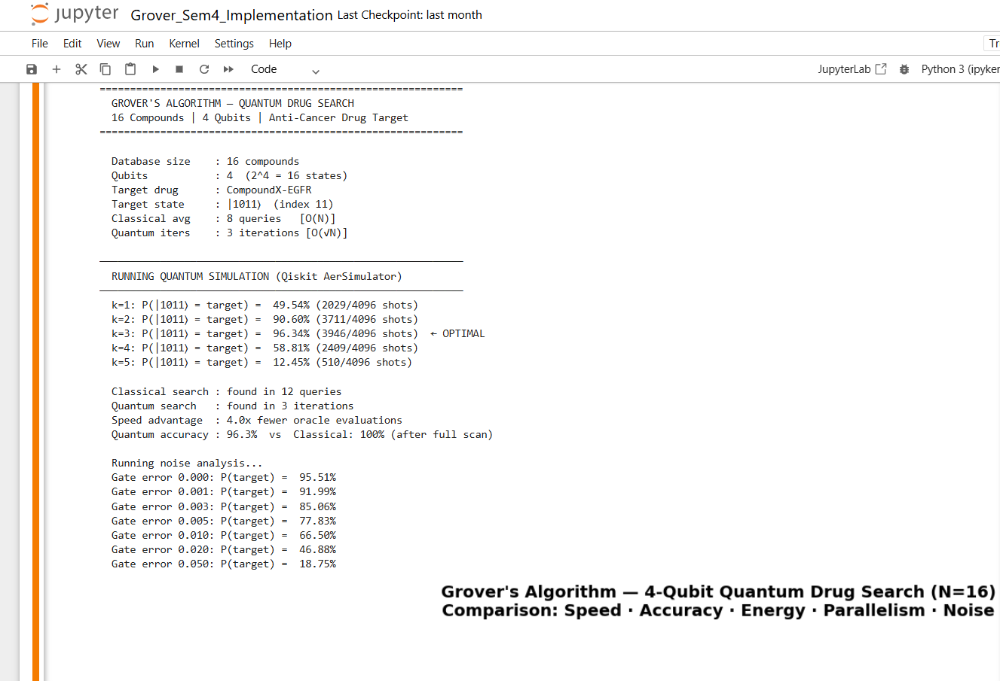 jupyter Grover_Sem4_Implementation Last Checkpoint: last month
File Edit View Run Kernel Settings Help
Tr
Code
JupyterLab
Python 3 (ipyker
============================================================
GROVER'S ALGORITHM — QUANTUM DRUG SEARCH
16 Compounds | 4 Qubits | Anti-Cancer Drug Target
============================================================
Database size : 16 compounds
Qubits : 4 (2^4 = 16 states)
Target drug : CompoundX-EGFR
Target state : |1011⟩ (index 11)
Classical avg : 8 queries [O(N)]
Quantum iters : 3 iterations [O(√N)]
────────────────────────────────────────────────────────────
RUNNING QUANTUM SIMULATION (Qiskit AerSimulator)
────────────────────────────────────────────────────────────
k=1: P(|1011⟩ = target) = 49.54% (2029/4096 shots)
k=2: P(|1011⟩ = target) = 90.60% (3711/4096 shots)
k=3: P(|1011⟩ = target) = 96.34% (3946/4096 shots) ← OPTIMAL
k=4: P(|1011⟩ = target) = 58.81% (2409/4096 shots)
k=5: P(|1011⟩ = target) = 12.45% (510/4096 shots)
Classical search : found in 12 queries
Quantum search : found in 3 iterations
Speed advantage : 4.0x fewer oracle evaluations
Quantum accuracy : 96.3% vs Classical: 100% (after full scan)
Running noise analysis...
Gate error 0.000: P(target) = 95.51%
Gate error 0.001: P(target) = 91.99%
Gate error 0.003: P(target) = 85.06%
Gate error 0.005: P(target) = 77.83%
Gate error 0.010: P(target) = 66.50%
Gate error 0.020: P(target) = 46.88%
Gate error 0.050: P(target) = 18.75%
Grover's Algorithm — 4-Qubit Quantum Drug Search (N=16)
Comparison: Speed · Accuracy · Energy · Parallelism · Noise